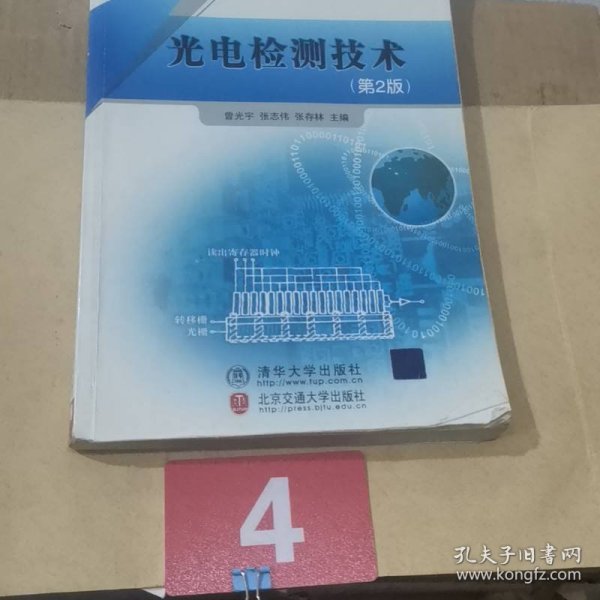 光电检测技术
(第2版)
曾光宇 张志伟 张存林 主编
读出寄存器时钟
转移栅
光栅
清华大学出版社
http://www.tup.com.cn
北京交通大学出版社
http://press.bjtu.edu.cn
4
孔夫子旧书网
www.kongfz.com